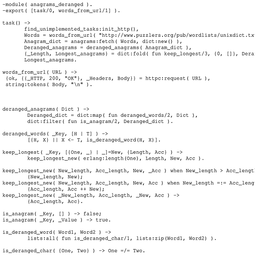 -module( anagrams_deranged ).
-export( [task/0, words_from_url/1] ).

task() ->
       find_unimplemented_tasks:init_http(),
       Words = words_from_url( "http://www.puzzlers.org/pub/wordlists/unixdict.tx
       Anagram_dict = anagrams:fetch( Words, dict:new() ),
       Deranged_anagrams = deranged_anagrams( Anagram_dict ),
       {_Length, Longest_anagrams} = dict:fold( fun keep_longest/3, {0, []}, Dera
       Longest_anagrams.

words_from_url( URL ) ->
       {ok, {{_HTTP, 200, "OK"}, _Headers, Body}} = http:request( URL ),
       string:tokens( Body, "\n" ).

deranged_anagrams( Dict ) ->
       Deranged_dict = dict:map( fun deranged_words/2, Dict ),
       dict:filter( fun is_anagram/2, Deranged_dict ).

deranged_words( _Key, [H | T] ) ->
       [{H, X} || X <- T, is_deranged_word(H, X)].

keep_longest( _Key, [{One, _} | _]=New, {Length, Acc} ) ->
       keep_longest_new( erlang:length(One), Length, New, Acc ).

keep_longest_new( New_length, Acc_length, New, _Acc ) when New_length > Acc_lengt
       {New_length, New};
keep_longest_new( New_length, Acc_length, New, Acc ) when New_length =:= Acc_leng
       {Acc_length, Acc ++ New};
keep_longest_new( _New_length, Acc_length, _New, Acc ) ->
       {Acc_length, Acc}.

is_anagram( _Key, [] ) -> false;
is_anagram( _Key, _Value ) -> true.

is_deranged_word( Word1, Word2 ) ->
       lists:all( fun is_deranged_char/1, lists:zip(Word1, Word2) ).

is_deranged_char( {One, Two} ) -> One =/= Two.